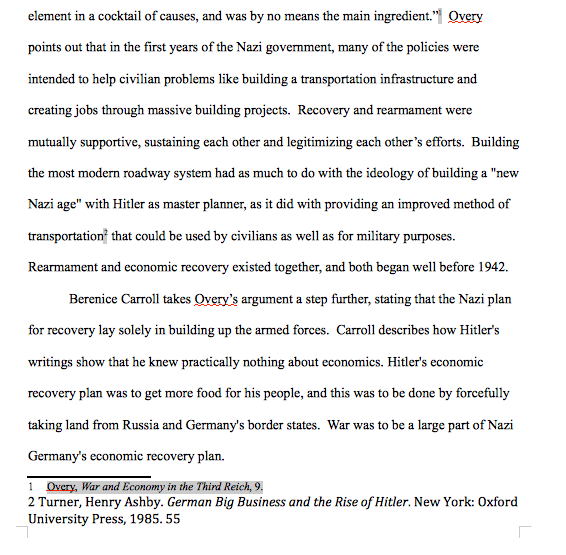 element in a cocktail of causes, and was by no means the main ingredient.”1 Overy
points out that in the first years of the Nazi government, many of the policies were
intended to help civilian problems like building a transportation infrastructure and
creating jobs through massive building projects. Recovery and rearmament were
mutually supportive, sustaining each other and legitimizing each other’s efforts. Building
the most modern roadway system had as much to do with the ideology of building a "new
Nazi age" with Hitler as master planner, as it did with providing an improved method of
transportation2 that could be used by civilians as well as for military purposes.
Rearmament and economic recovery existed together, and both began well before 1942.
Berenice Carroll takes Overy’s argument a step further, stating that the Nazi plan
for recovery lay solely in building up the armed forces. Carroll describes how Hitler's
writings show that he knew practically nothing about economics. Hitler's economic
recovery plan was to get more food for his people, and this was to be done by forcefully
taking land from Russia and Germany's border states. War was to be a large part of Nazi
Germany's economic recovery plan.
1 Overy, War and Economy in the Third Reich, 9.
2 Turner, Henry Ashby. German Big Business and the Rise of Hitler. New York: Oxford
University Press, 1985. 55